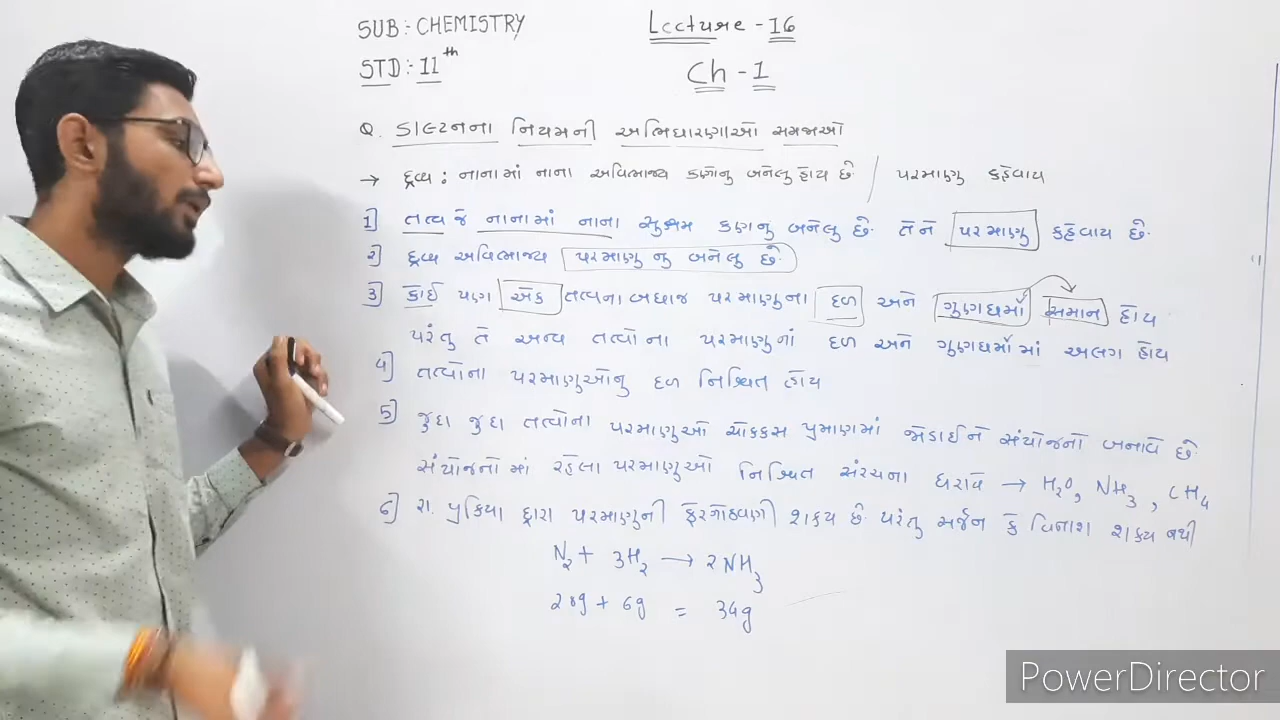 SUB:- CHEMISTRY
Lecture - 16
STD:- 11th
Ch - 1
Q. ડાલ્ટનના નિયમની અભિધારણાઓ સમજાઓ
→ દ્રવ્ય : નાનામાં નાના અવિભાજ્ય કણોનુ બનેલુ હોય છે / પરમાણુ કહેવાય
1] તત્વ જે નાનામાં નાના સુક્ષ્મ કણનુ બનેલુ છે. તેને પરમાણુ કહેવાય છે.
2] દ્રવ્ય અવિભાજ્ય પરમાણુ નુ બનેલુ છે.
3] કોઈ પણ એક તત્વના બધાજ પરમાણુના દળ અને ગુણધર્મો સમાન હોય
પરંતુ તે અન્ય તત્વોના પરમાણુનાં દળ અને ગુણધર્મોમાં અલગ હોય
4] તત્વોના પરમાણુઓનુ દળ નિશ્ચિત હોય
5] જુદા જુદા તત્વોના પરમાણુઓ ચોકકસ પ્રમાણમાં જોડાઈને સંયોજનો બનાવે છે.
સંયોજનોમાં રહેલા પરમાણુઓ નિશ્ચિત સંરચના ધરાવે → H₂O, NH₃, CH₄
6] રા. પ્રક્રિયા દ્વારા પરમાણુની ફેરગોઠવણી શકય છે. પરંતુ સર્જન કે વિનાશ શકય નથી
N₂ + 3H₂ → 2NH₃
28g + 6g = 34g
PowerDirector